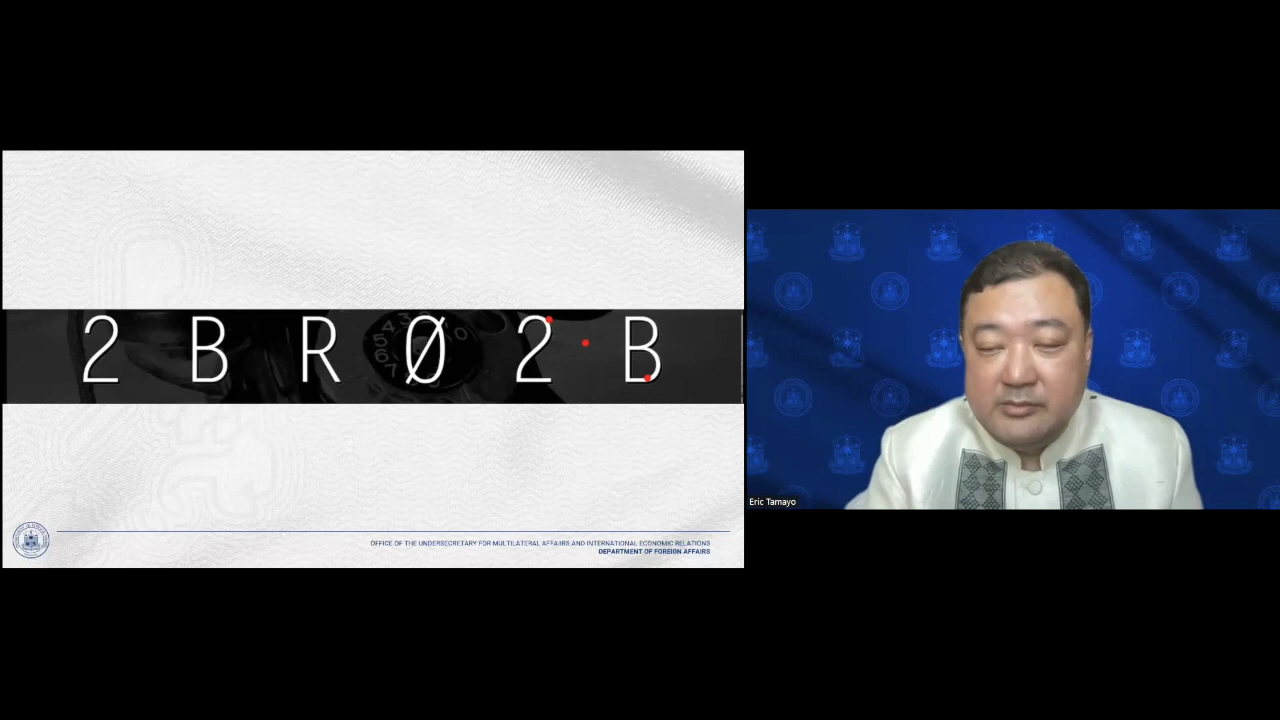 2 B R Ø 2 B
OFFICE OF THE UNDERSECRETARY FOR MULTILATERAL AFFAIRS AND INTERNATIONAL ECONOMIC RELATIONS
DEPARTMENT OF FOREIGN AFFAIRS
Eric Tamayo